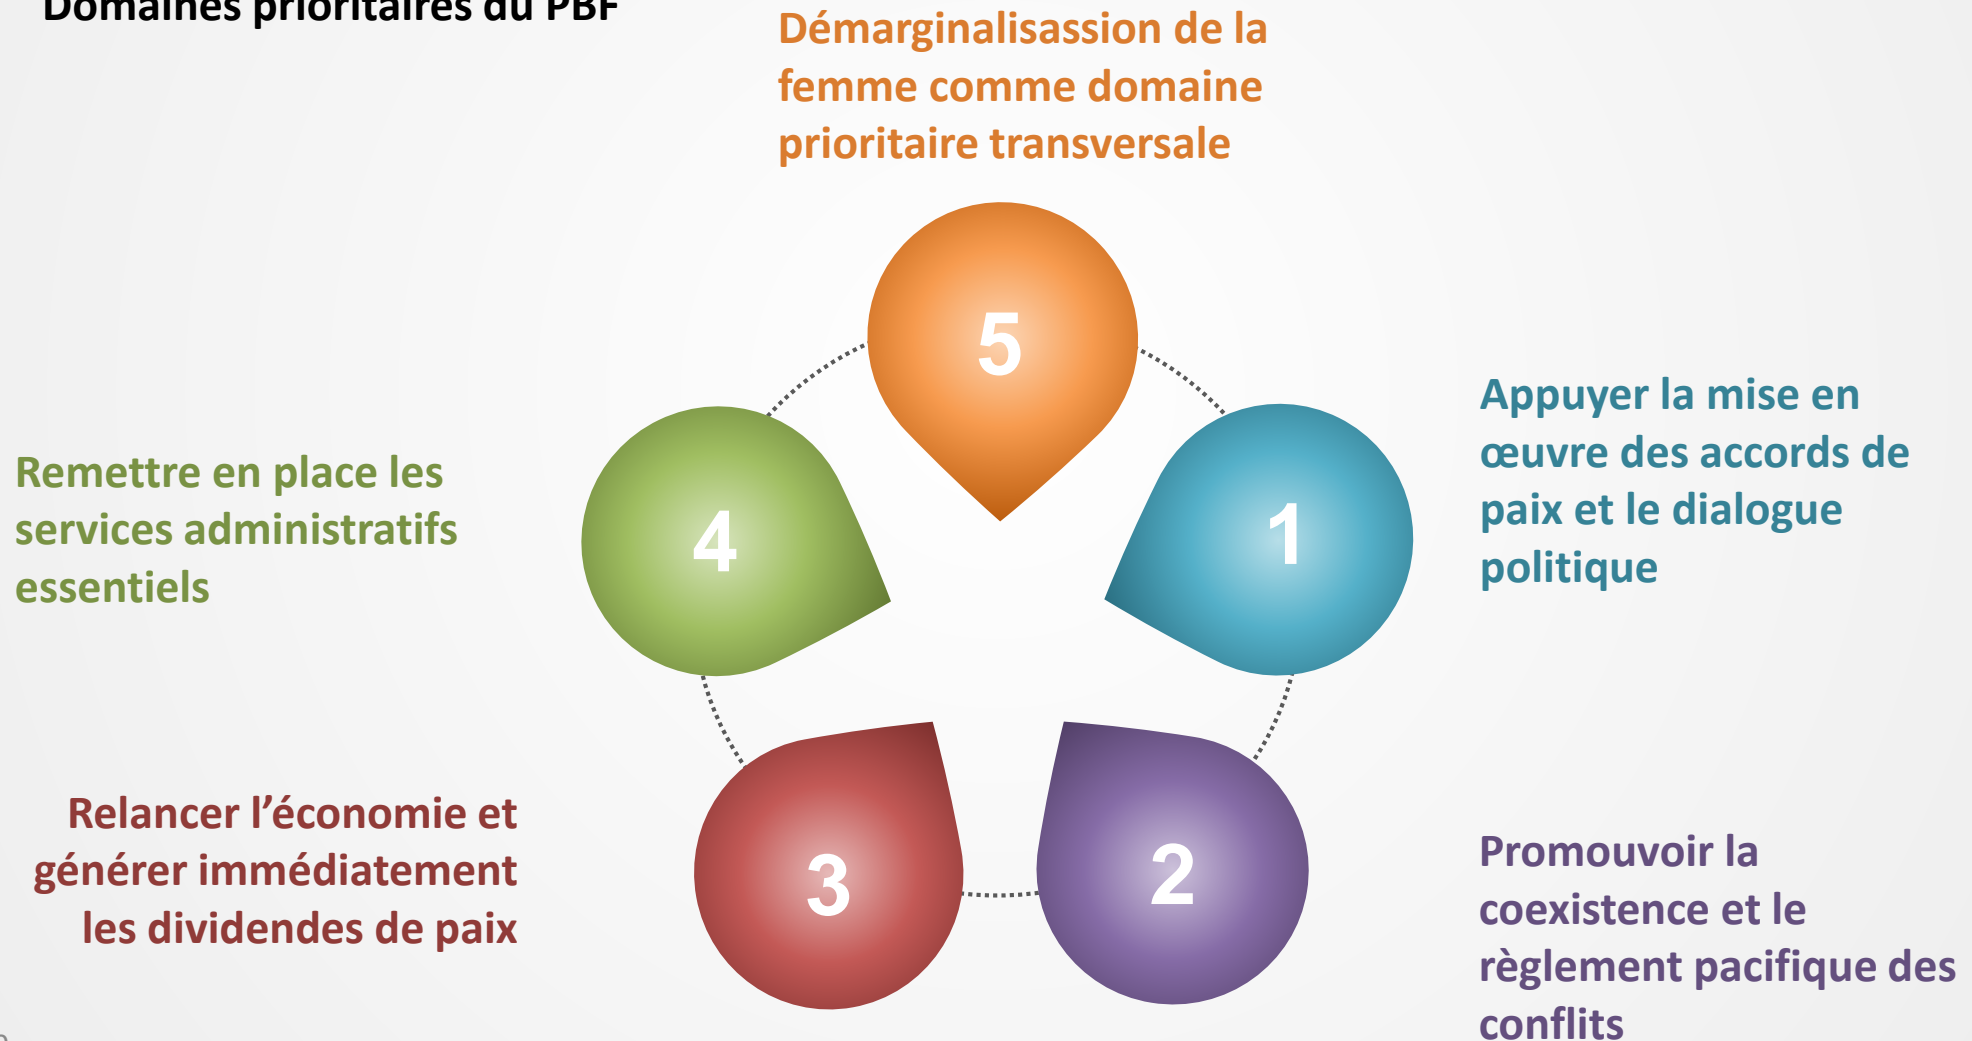 Domaines prioritaires du PBF
Démarginalisassion de la
femme comme domaine
prioritaire transversale
5
Appuyer la mise en
œuvre des accords de
paix et le dialogue
politique
1
Remettre en place les
services administratifs
essentiels
4
Relancer l’économie et
générer immédiatement
les dividendes de paix
3
2
Promouvoir la
coexistence et le
règlement pacifique des
conflits